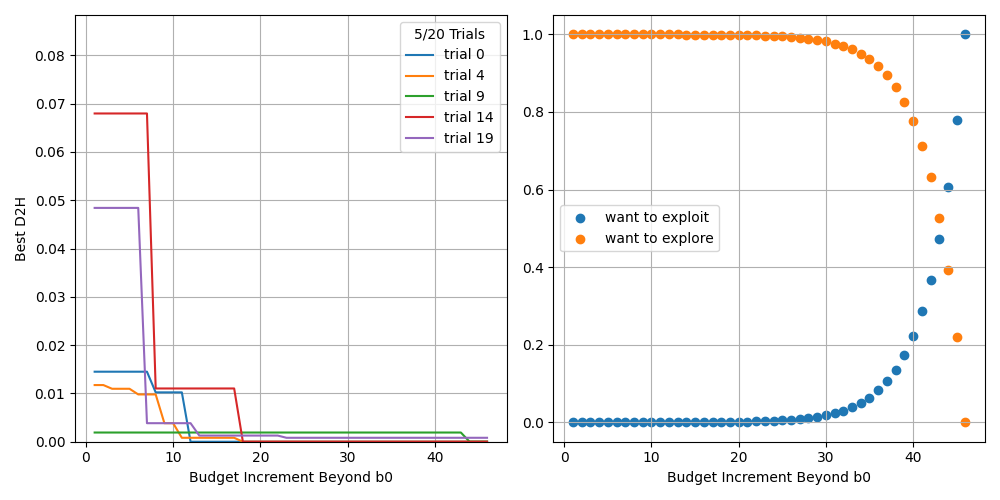 Best D2H
0.08
0.07
0.06
0.05
0.04
0.03
0.02
0.01
0.00
0
10
20
30
40
Budget Increment Beyond b0
5/20 Trials
trial 0
trial 4
trial 9
trial 14
trial 19
1.0
0.8
0.6
0.4
0.2
0.0
0
10
20
30
40
Budget Increment Beyond b0
want to exploit
want to explore